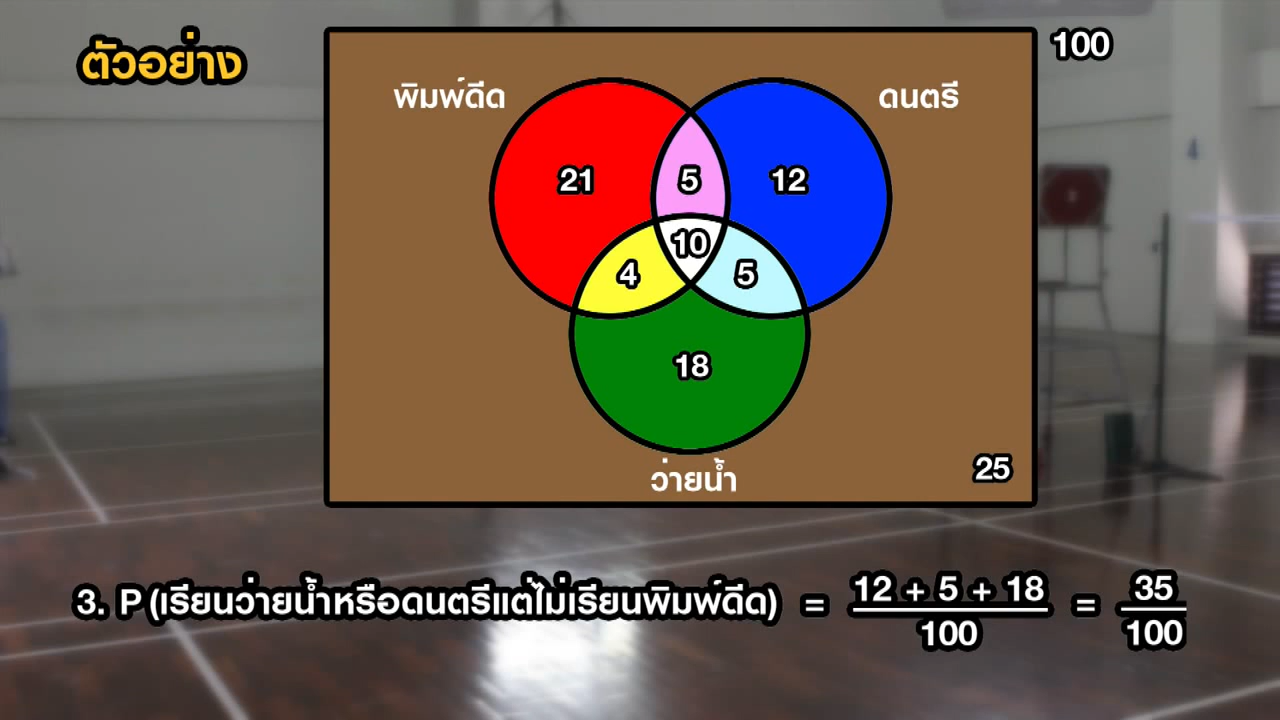 ตัวอย่าง
100
พิมพ์ดีด
ดนตรี
21
5
12
10
4
5
18
ว่ายน้ำ
25
3. P (เรียนว่ายน้ำหรือดนตรีแต่ไม่เรียนพิมพ์ดีด) = 12 + 5 + 18 / 100 = 35 / 100